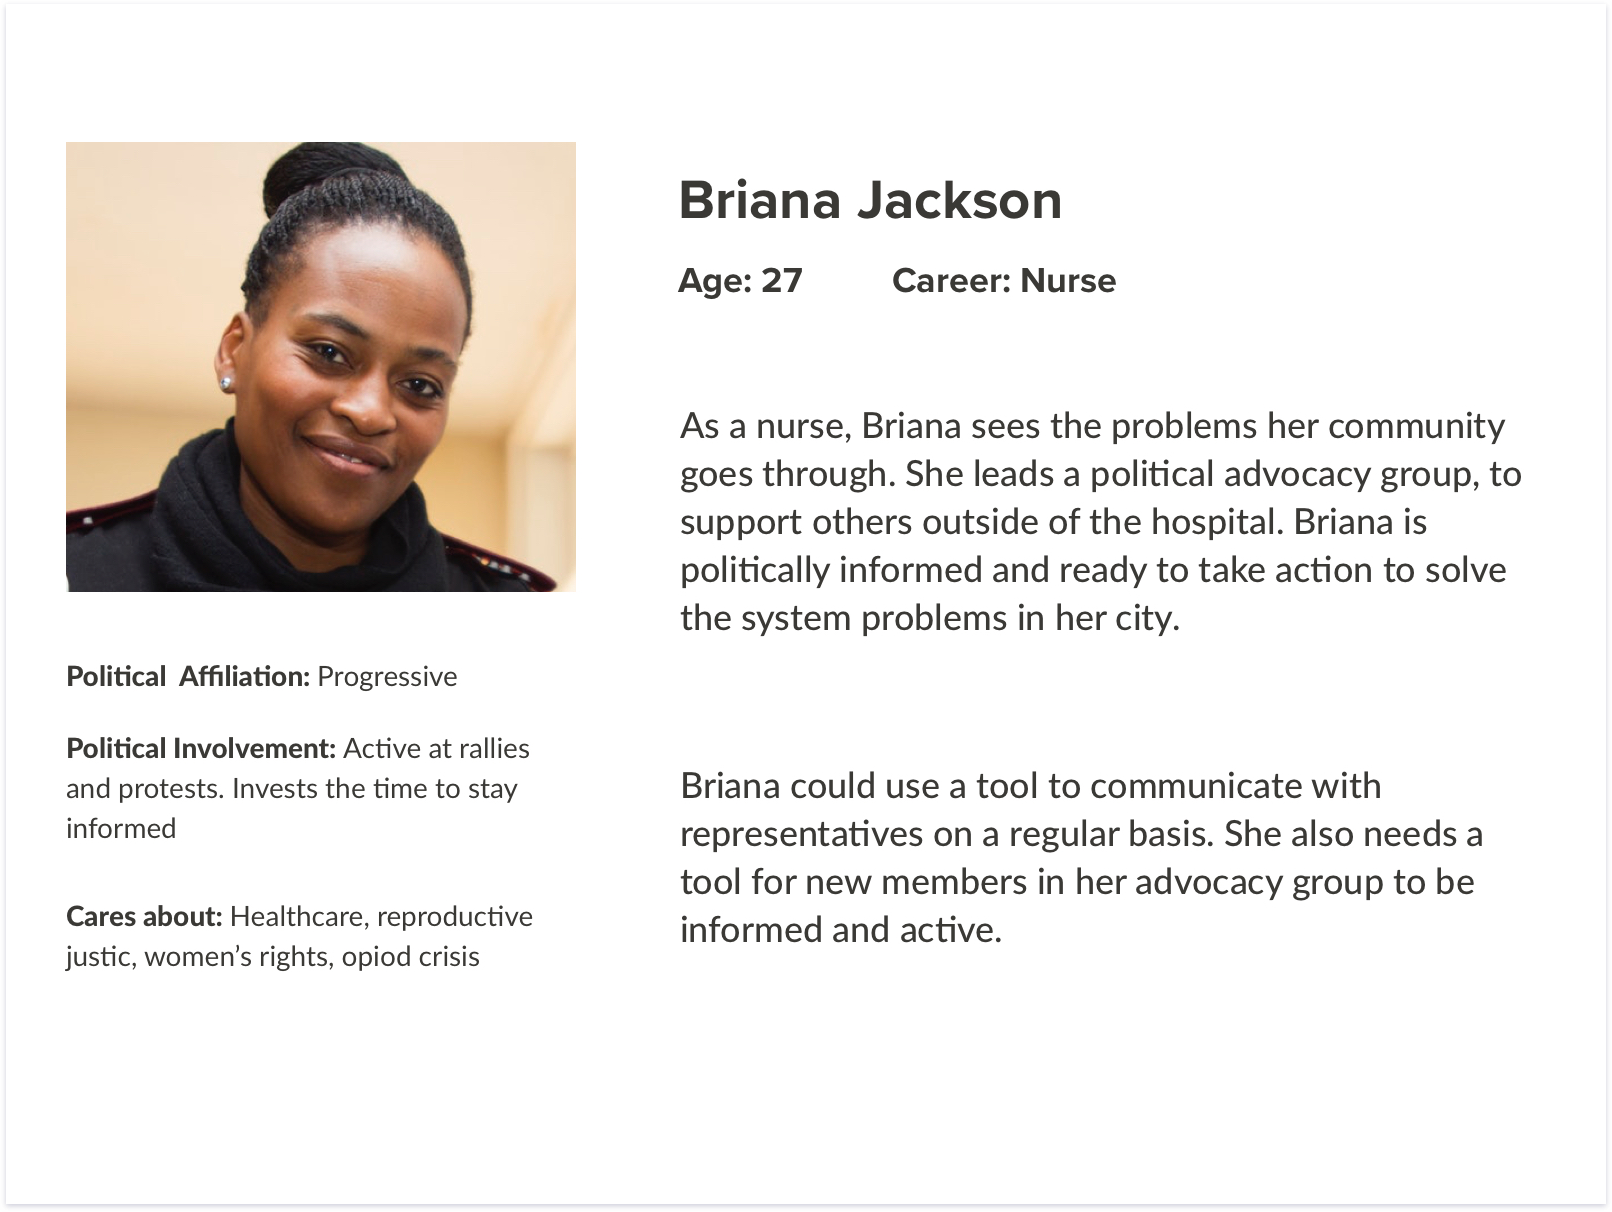 Briana Jackson
Age: 27 Career: Nurse
As a nurse, Briana sees the problems her community
goes through. She leads a political advocacy group, to
support others outside of the hospital. Briana is
politically informed and ready to take action to solve
the system problems in her city.
Briana could use a tool to communicate with
representatives on a regular basis. She also needs a
tool for new members in her advocacy group to be
informed and active.
Political  Affiliation: Progressive
Political Involvement: Active at rallies
and protests. Invests the time to stay
informed
Cares about: Healthcare, reproductive
justic, women’s rights, opiod crisis